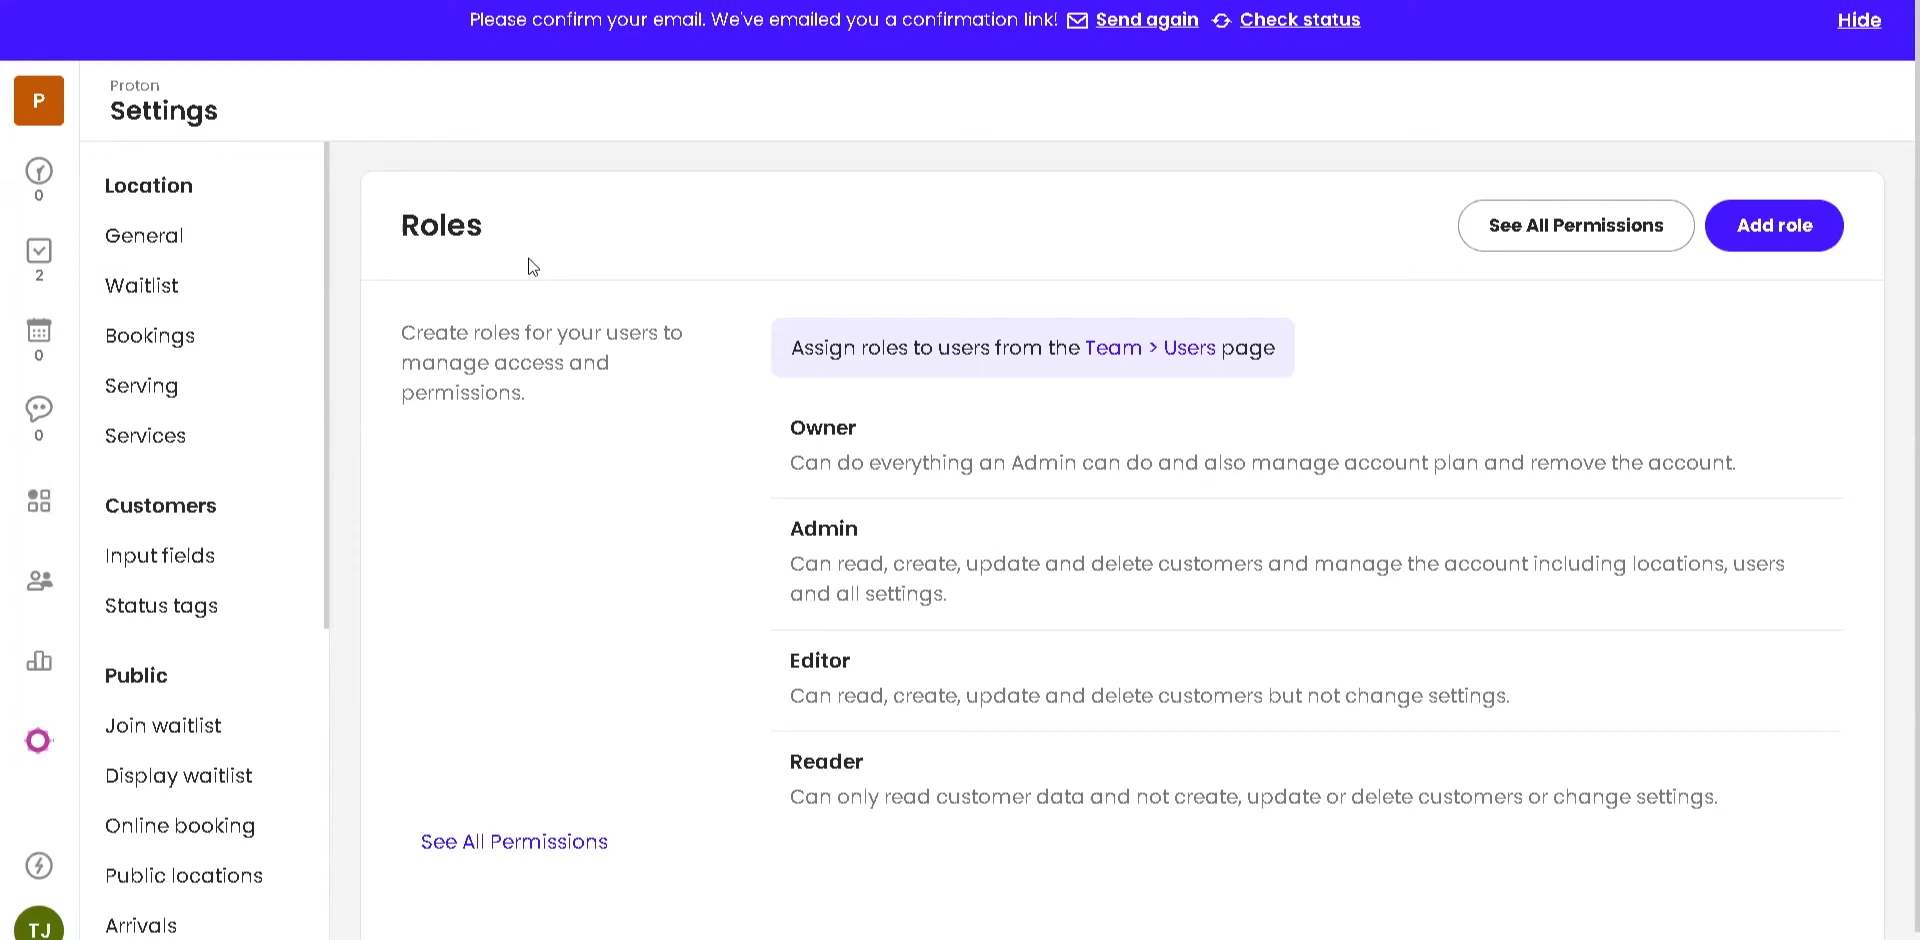 Please confirm your email. We've emailed you a confirmation link! Send again Check status Hide
P
Proton
Settings
0
2
0
0
TJ
Location
General
Waitlist
Bookings
Serving
Services
Customers
Input fields
Status tags
Public
Join waitlist
Display waitlist
Online booking
Public locations
Arrivals
Roles
See All Permissions
Add role
Create roles for your users to
manage access and
permissions.
See All Permissions
Assign roles to users from the Team > Users page
Owner
Can do everything an Admin can do and also manage account plan and remove the account.
Admin
Can read, create, update and delete customers and manage the account including locations, users
and all settings.
Editor
Can read, create, update and delete customers but not change settings.
Reader
Can only read customer data and not create, update or delete customers or change settings.